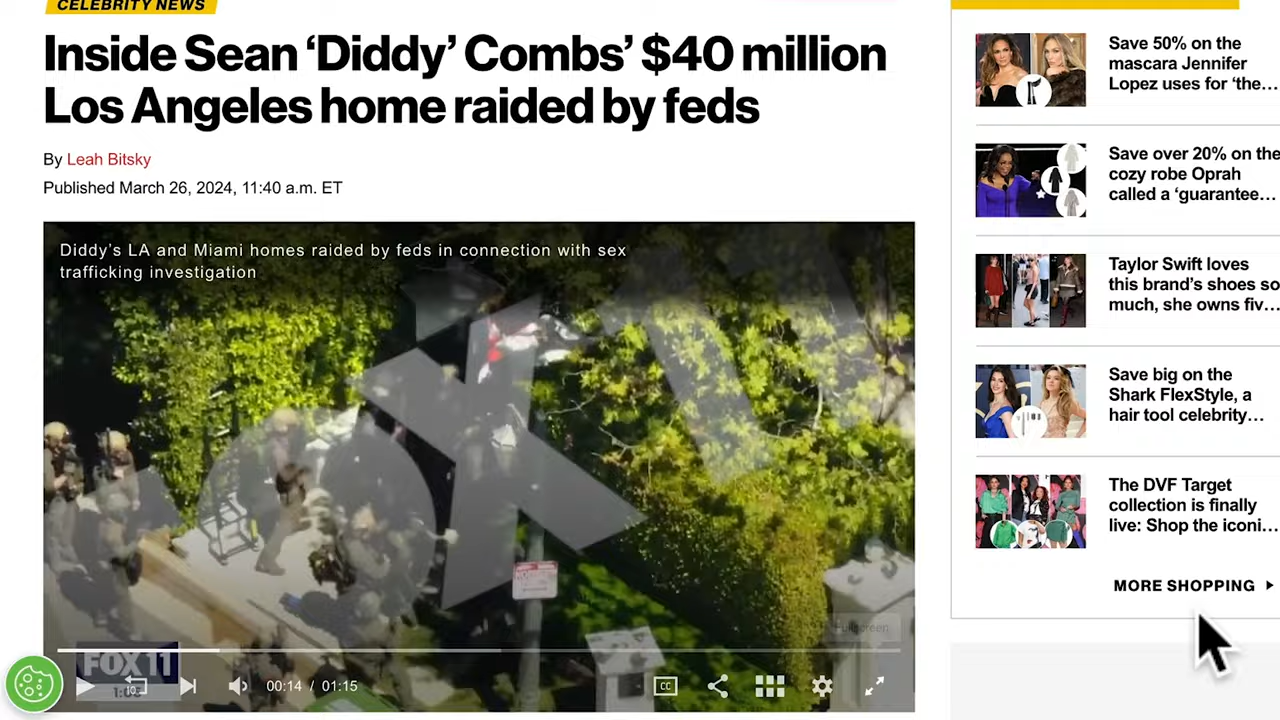 CELEBRITY NEWS
Inside Sean ‘Diddy’ Combs’ $40 million
Los Angeles home raided by feds
By Leah Bitsky
Published March 26, 2024, 11:40 a.m. ET
Diddy’s LA and Miami homes raided by feds in connection with sex
trafficking investigation
Fullscreen
FOX 11
10
00:14 / 01:15
CC
Save 50% on the
mascara Jennifer
Lopez uses for ‘the…
Save over 20% on the
cozy robe Oprah
called a ‘guarantee…
Taylor Swift loves
this brand’s shoes so
much, she owns fiv…
Save big on the
Shark FlexStyle, a
hair tool celebrity…
The DVF Target
collection is finally
live: Shop the iconi…
MORE SHOPPING